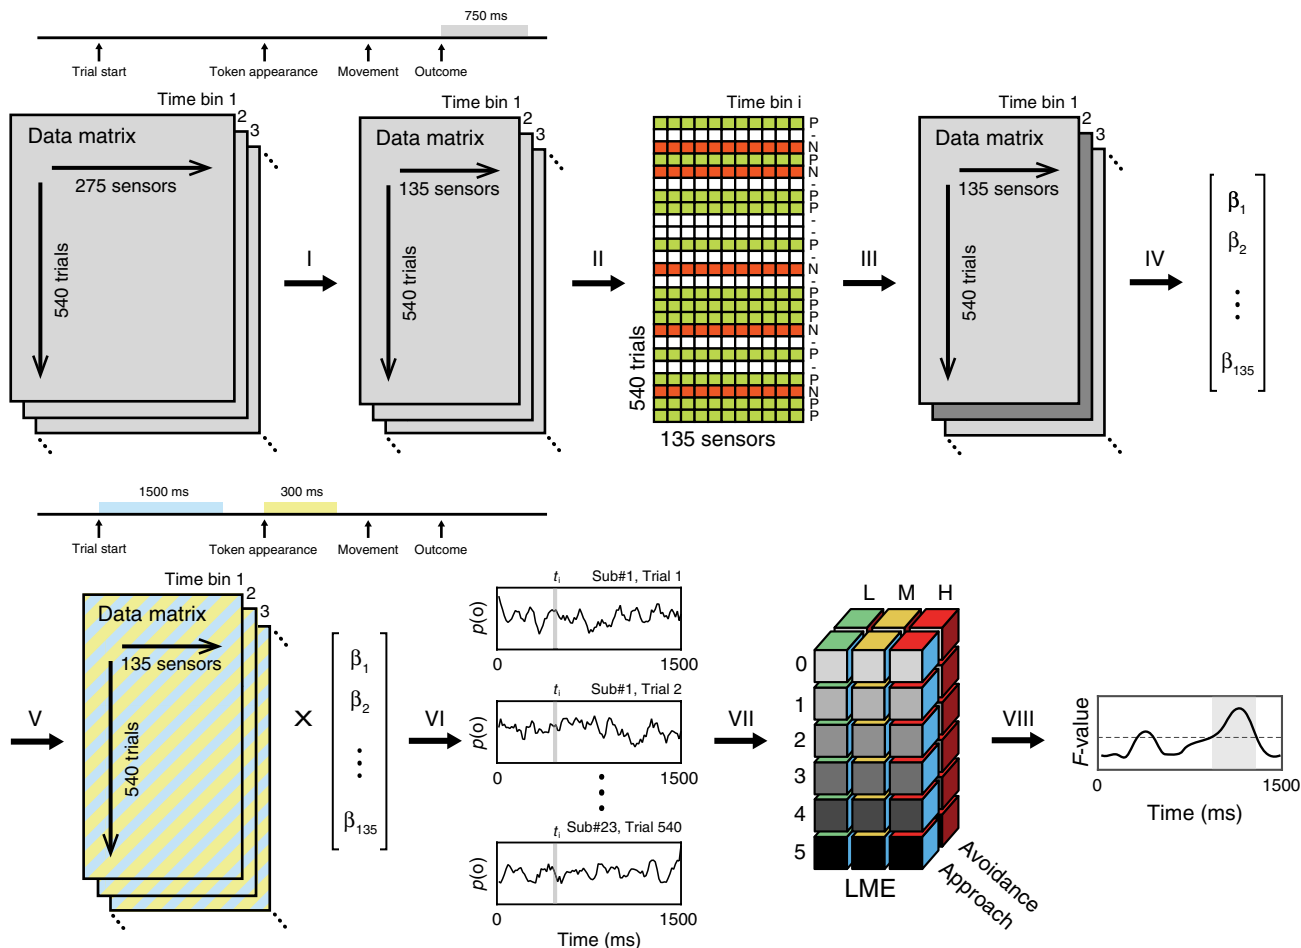 750 ms
Trial start
Token appearance
Movement
Outcome
Time bin 1
2
3
Data matrix
275 sensors
540 trials
I
Time bin 1
2
3
Data matrix
135 sensors
540 trials
II
Time bin i
P
-
N
P
N
-
P
P
-
-
P
-
N
-
P
P
P
N
-
P
-
P
N
P
P
540 trials
135 sensors
III
Time bin 1
2
3
Data matrix
135 sensors
540 trials
IV
β1
β2
β135
1500 ms
300 ms
Trial start
Token appearance
Movement
Outcome
V
Time bin 1
2
3
Data matrix
135 sensors
540 trials
×
β1
β2
β135
VI
ti
Sub#1, Trial 1
p(o)
0
1500
ti
Sub#1, Trial 2
p(o)
0
1500
ti
Sub#23, Trial 540
p(o)
0
1500
Time (ms)
VII
L
M
H
0
1
2
3
4
5
LME
Avoidance
Approach
VIII
F-value
0
1500
Time (ms)